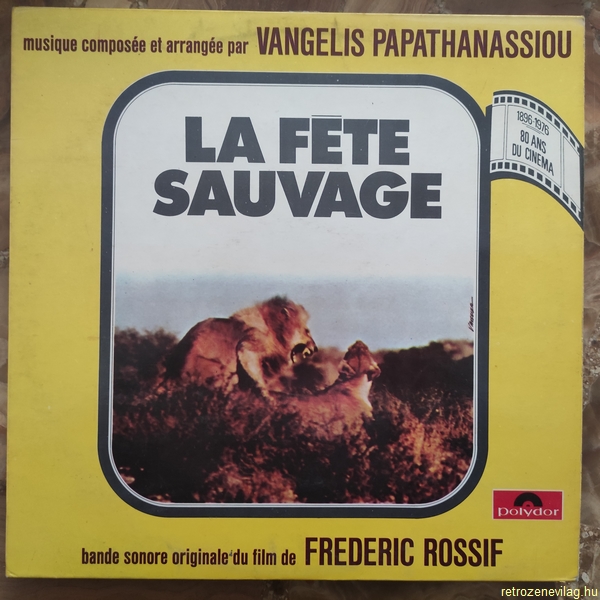 musique composée et arrangée par VANGELIS PAPATHANASSIOU
LA FÊTE
SAUVAGE
1896-1976
80 ANS
DU CINEMA
polydor
bande sonore originale du film de FREDERIC ROSSIF
retrozenevilag.hu